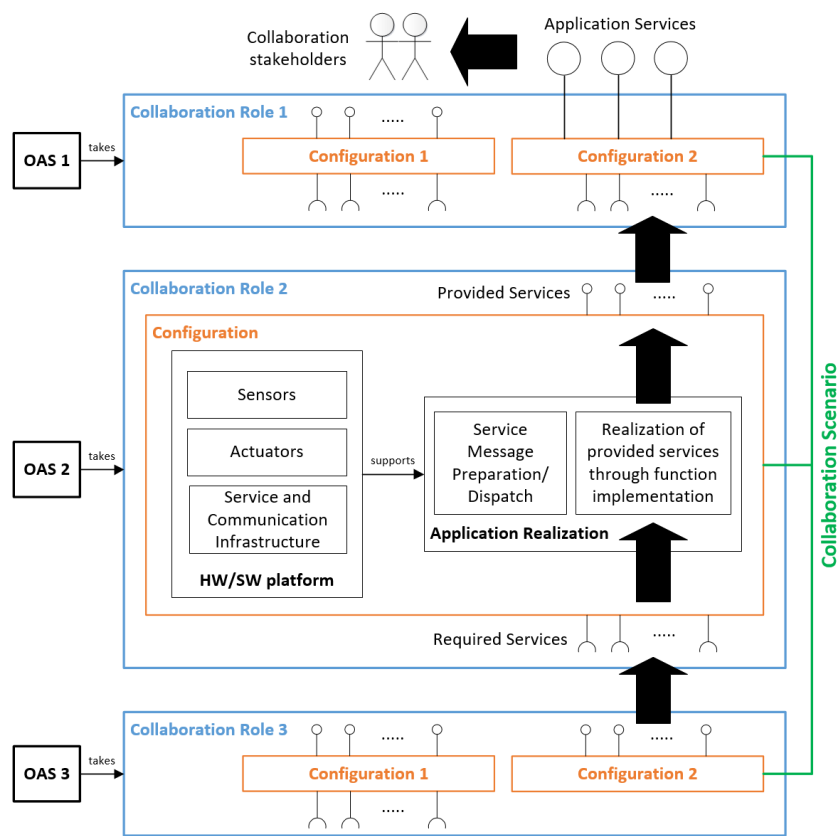 Collaboration
stakeholders
Application Services
Collaboration Role 1
.....
OAS 1
takes
Configuration 1
Configuration 2
.....
.....
Collaboration Role 2
Provided Services
.....
Configuration
Sensors
Actuators
Service and
Communication
Infrastructure
HW/SW platform
supports
Service
Message
Preparation/
Dispatch
Realization of
provided services
through function
implementation
Application Realization
OAS 2
takes
Required Services
.....
Collaboration Scenario
Collaboration Role 3
.....
.....
OAS 3
takes
Configuration 1
Configuration 2
.....